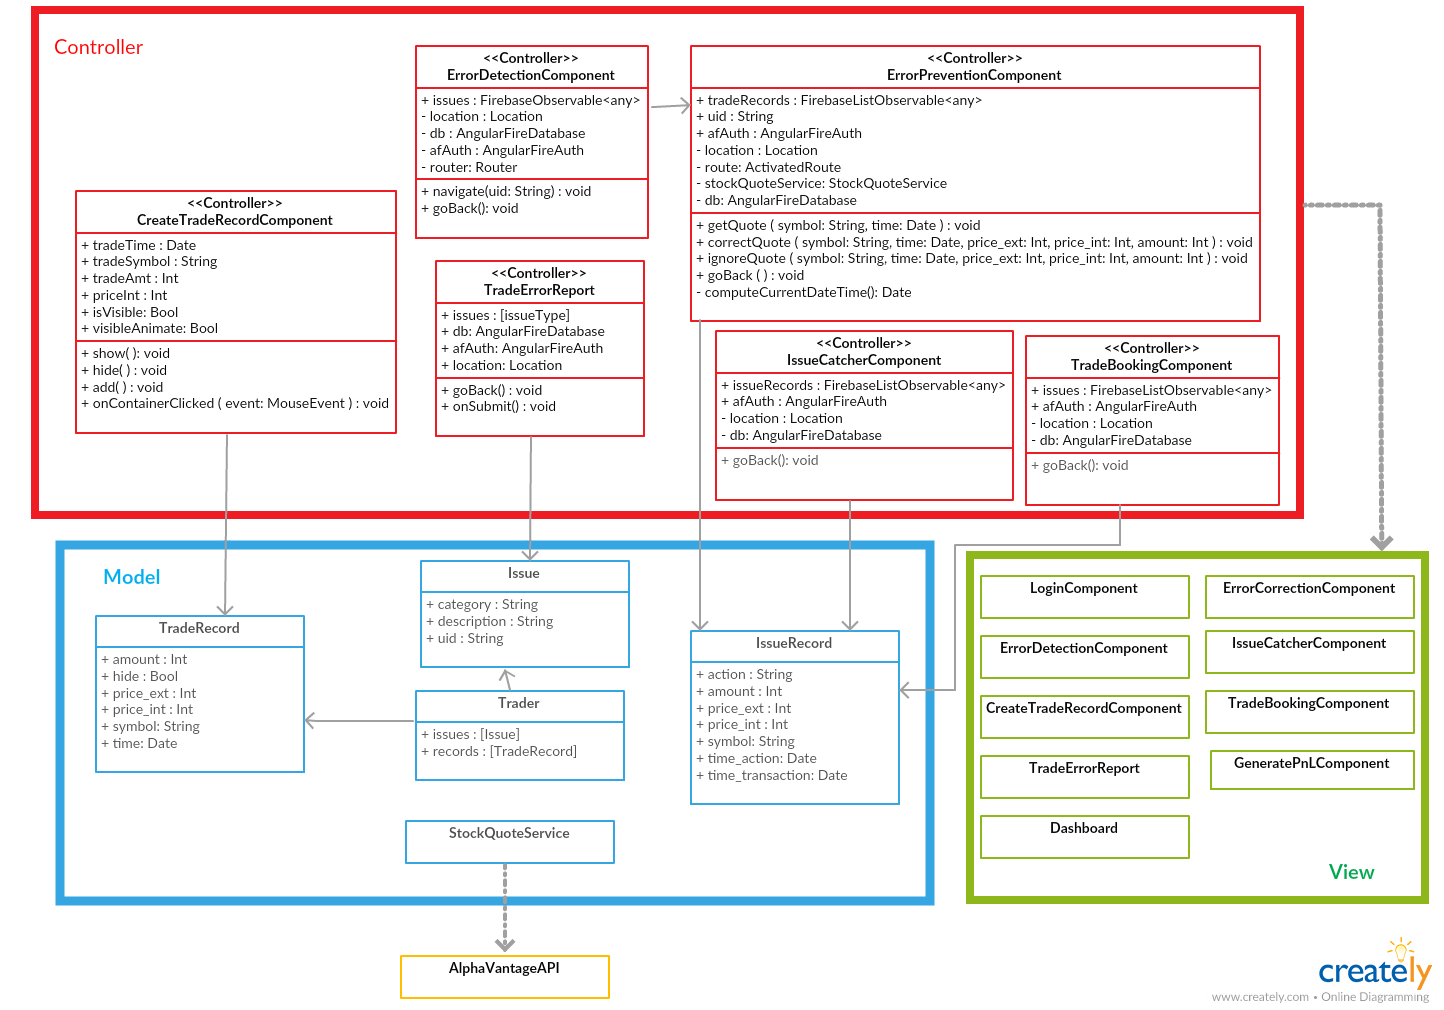 Controller
<<Controller>>
ErrorDetectionComponent
+ issues : FirebaseObservable<any>
- location : Location
- db : AngularFireDatabase
- afAuth : AngularFireAuth
- router: Router
+ navigate(uid: String) : void
+ goBack(): void
<<Controller>>
ErrorPreventionComponent
+ tradeRecords : FirebaseListObservable<any>
+ uid : String
+ afAuth : AngularFireAuth
- location : Location
- route: ActivatedRoute
- stockQuoteService: StockQuoteService
- db: AngularFireDatabase
+ getQuote ( symbol: String, time: Date ) : void
+ correctQuote ( symbol: String, time: Date, price_ext: Int, price_int: Int, amount: Int ) : void
+ ignoreQuote ( symbol: String, time: Date, price_ext: Int, price_int: Int, amount: Int ) : void
+ goBack ( ) : void
- computeCurrentDateTime(): Date
<<Controller>>
CreateTradeRecordComponent
+ tradeTime : Date
+ tradeSymbol : String
+ tradeAmt : Int
+ priceInt : Int
+ isVisible: Bool
+ visibleAnimate: Bool
+ show( ): void
+ hide( ) : void
+ add( ) : void
+ onContainerClicked ( event: MouseEvent ) : void
<<Controller>>
TradeErrorReport
+ issues : [issueType]
+ db: AngularFireDatabase
+ afAuth: AngularFireAuth
+ location: Location
+ goBack() : void
+ onSubmit() : void
<<Controller>>
IssueCatcherComponent
+ issueRecords : FirebaseListObservable<any>
+ afAuth : AngularFireAuth
- location : Location
- db: AngularFireDatabase
+ goBack(): void
<<Controller>>
TradeBookingComponent
+ issues : FirebaseListObservable<any>
+ afAuth : AngularFireAuth
- location : Location
- db: AngularFireDatabase
+ goBack(): void
Model
TradeRecord
+ amount : Int
+ hide : Bool
+ price_ext : Int
+ price_int : Int
+ symbol: String
+ time: Date
Issue
+ category : String
+ description : String
+ uid : String
Trader
+ issues : [Issue]
+ records : [TradeRecord]
IssueRecord
+ action : String
+ amount : Int
+ price_ext : Int
+ price_int : Int
+ symbol: String
+ time_action: Date
+ time_transaction: Date
StockQuoteService
AlphaVantageAPI
LoginComponent
ErrorCorrectionComponent
ErrorDetectionComponent
IssueCatcherComponent
CreateTradeRecordComponent
TradeBookingComponent
TradeErrorReport
GeneratePnLComponent
Dashboard
View
creately
www.creately.com • Online Diagramming